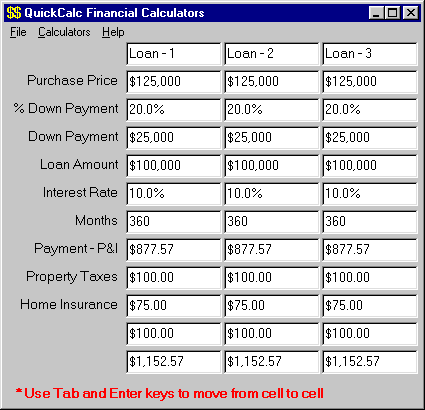 $$ QuickCalc Financial Calculators
File Calculators Help
Loan - 1 Loan - 2 Loan - 3
Purchase Price $125,000 $125,000 $125,000
% Down Payment 20.0% 20.0% 20.0%
Down Payment $25,000 $25,000 $25,000
Loan Amount $100,000 $100,000 $100,000
Interest Rate 10.0% 10.0% 10.0%
Months 360 360 360
Payment - P&I $877.57 $877.57 $877.57
Property Taxes $100.00 $100.00 $100.00
Home Insurance $75.00 $75.00 $75.00
$100.00 $100.00 $100.00
$1,152.57 $1,152.57 $1,152.57
* Use Tab and Enter keys to move from cell to cell